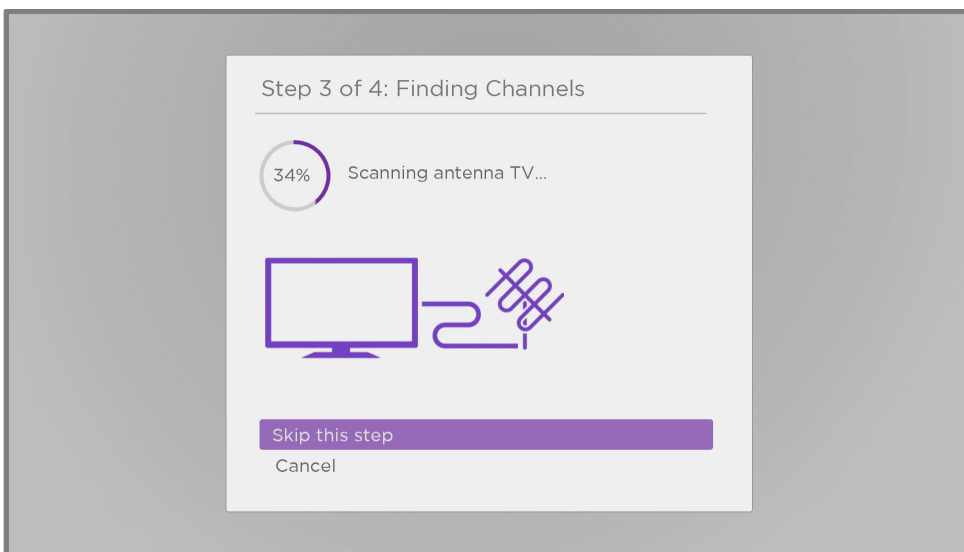 Step 3 of 4: Finding Channels
34%
Scanning antenna TV...
Skip this step
Cancel